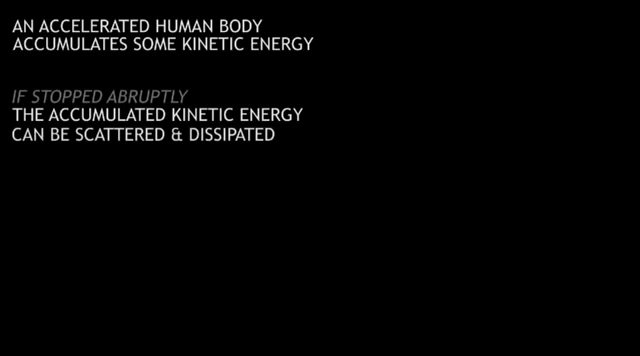 AN ACCELERATED HUMAN BODY
ACCUMULATES SOME KINETIC ENERGY
IF STOPPED ABRUPTLY
THE ACCUMULATED KINETIC ENERGY
CAN BE SCATTERED & DISSIPATED